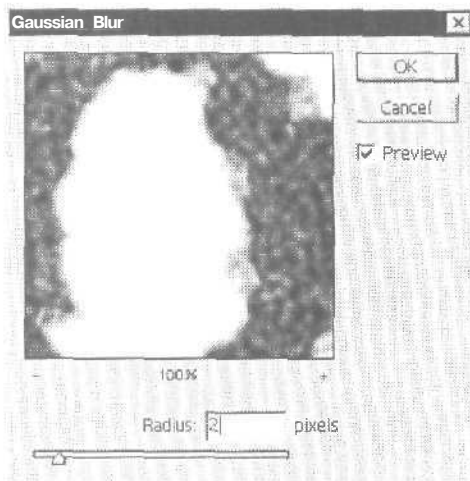 Gaussian Blur
OK
Cancel
Preview
- 100% +
Radius: 2 pixels